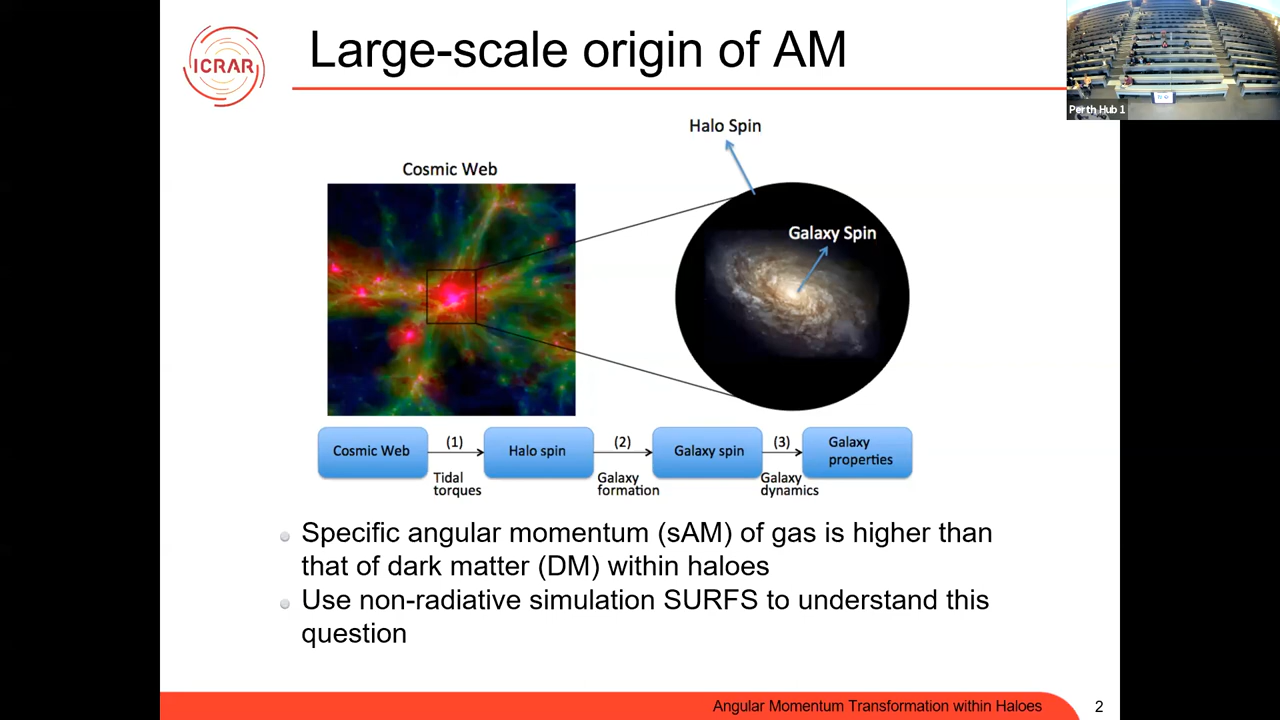 ICRAR
Large-scale origin of AM
Perth Hub 1
Halo Spin
Cosmic Web
Galaxy Spin
Cosmic Web
(1)
Tidal
torques
Halo spin
(2)
Galaxy
formation
Galaxy spin
(3)
Galaxy
dynamics
Galaxy
properties
Specific angular momentum (sAM) of gas is higher than
that of dark matter (DM) within haloes
Use non-radiative simulation SURFS to understand this
question
Angular Momentum Transformation within Haloes
2